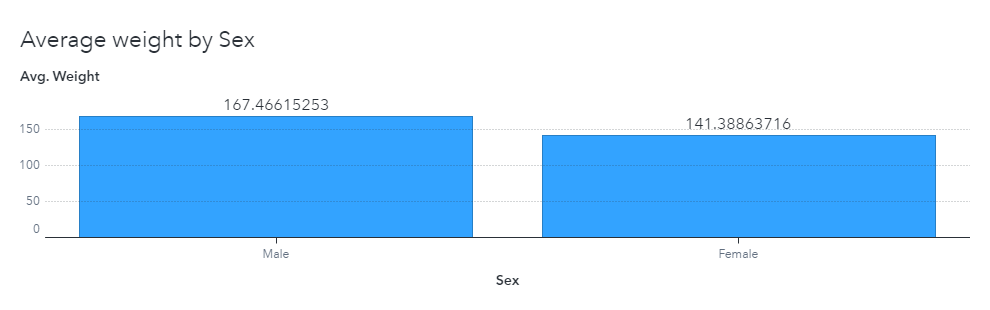 Average weight by Sex
Avg. Weight
167.46615253
141.38863716
150
100
50
0
Male
Female
Sex